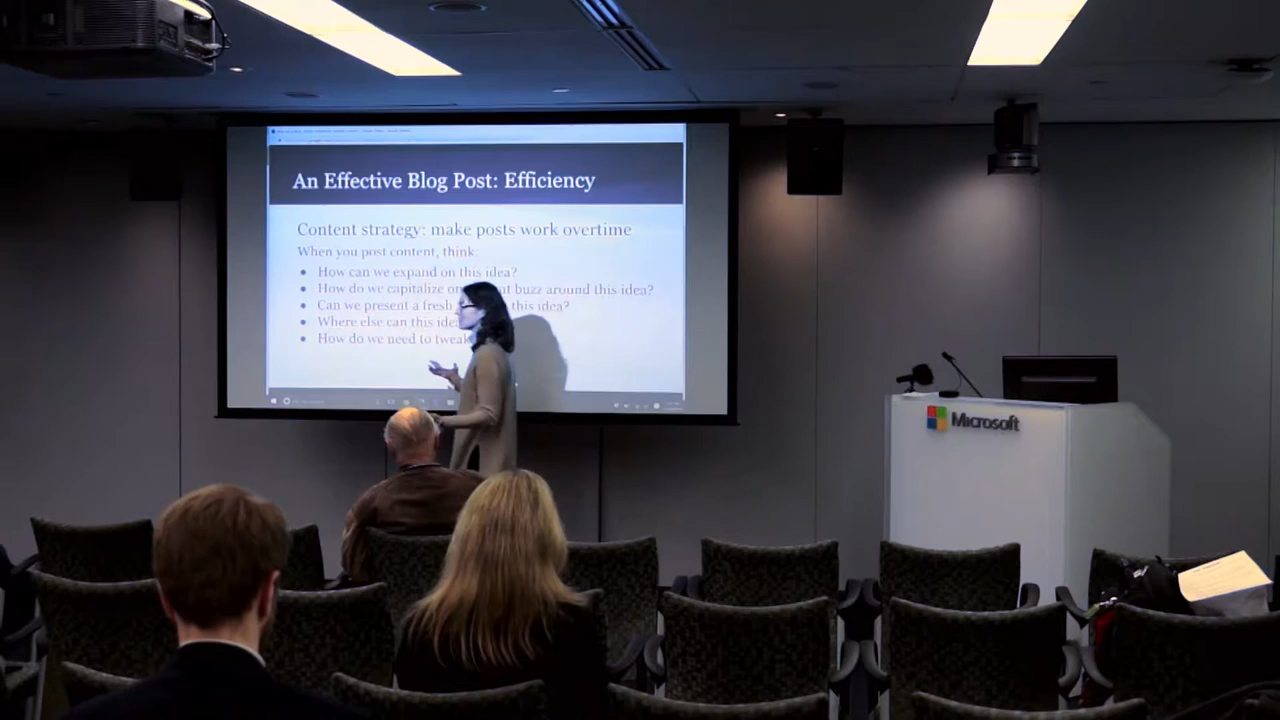 An Effective Blog Post: Efficiency
Content strategy: make posts work overtime
When you post content, think:
• How can we expand on this idea?
• How do we capitalize on nt buzz around this idea?
• Can we present a fresh this idea?
• Where else can this idea
• How do we need to tweak
Microsoft